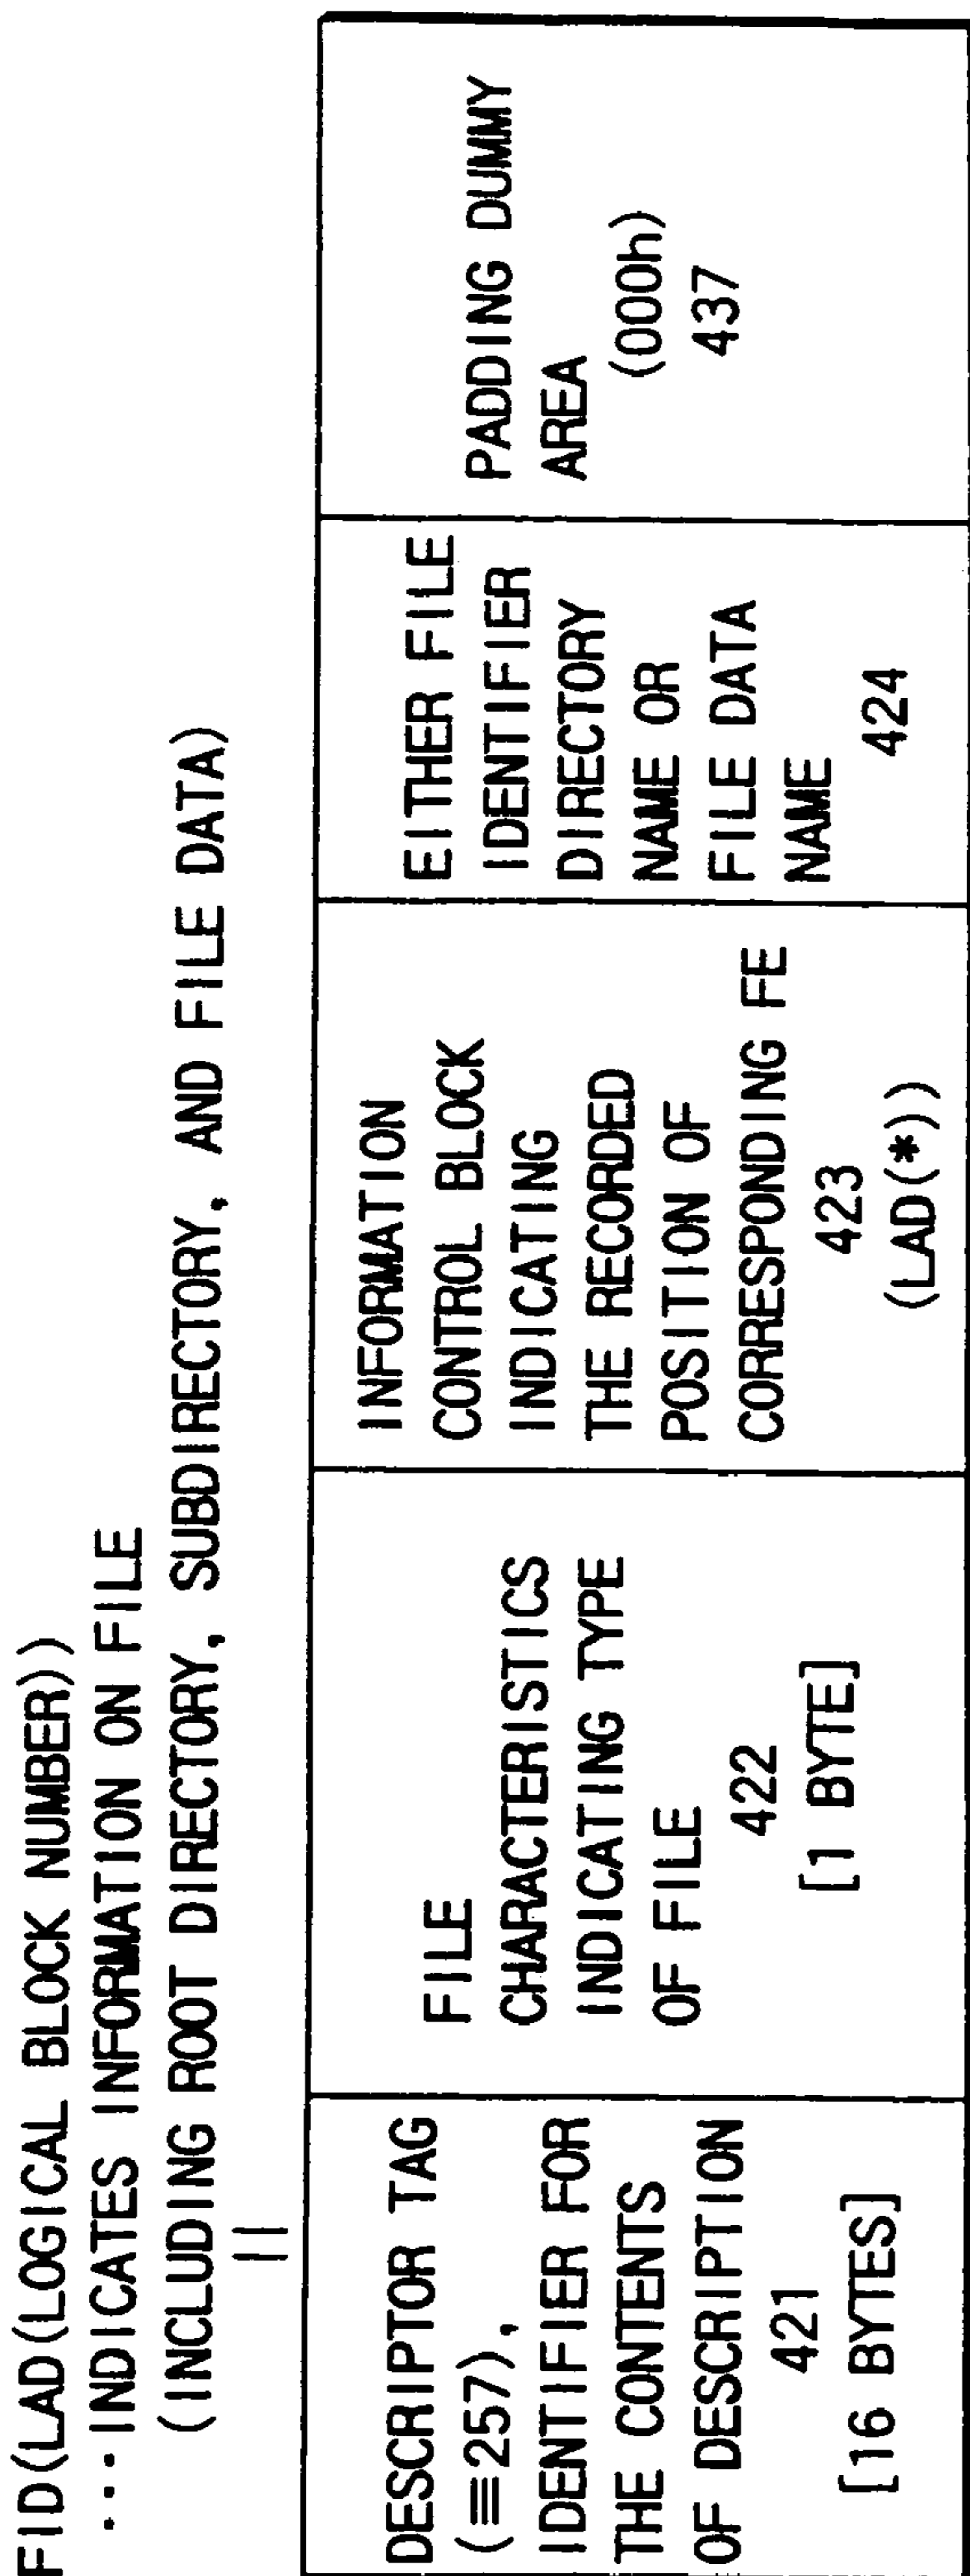 FID(LAD(LOGICAL BLOCK NUMBER))
···INDICATES INFORMATION ON FILE
(INCLUDING ROOT DIRECTORY, SUBDIRECTORY, AND FILE DATA)
||
DESCRIPTOR TAG
(≡257),
IDENTIFIER FOR
THE CONTENTS
OF DESCRIPTION
421
[16 BYTES]
FILE
CHARACTERISTICS
INDICATING TYPE
OF FILE
422
[1 BYTE]
INFORMATION
CONTROL BLOCK
INDICATING
THE RECORDED
POSITION OF
CORRESPONDING FE
423
(LAD(*))
EITHER FILE
IDENTIFIER
DIRECTORY
NAME OR
FILE DATA
NAME
424
PADDING DUMMY
AREA
(000h)
437